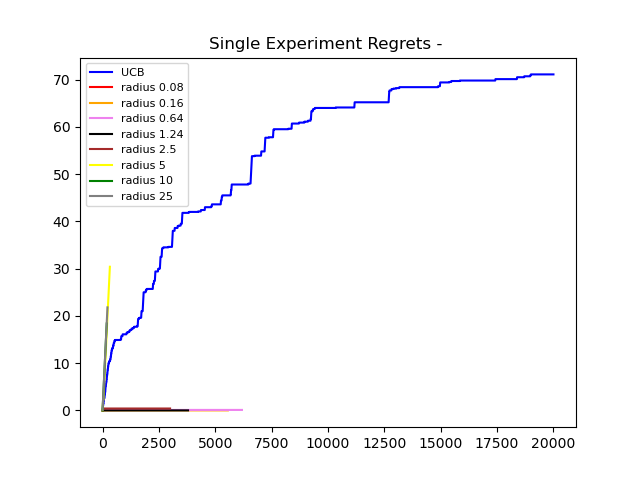 Single Experiment Regrets -
UCB
radius 0.08
radius 0.16
radius 0.64
radius 1.24
radius 2.5
radius 5
radius 10
radius 25
70
60
50
40
30
20
10
0
0 2500 5000 7500 10000 12500 15000 17500 20000